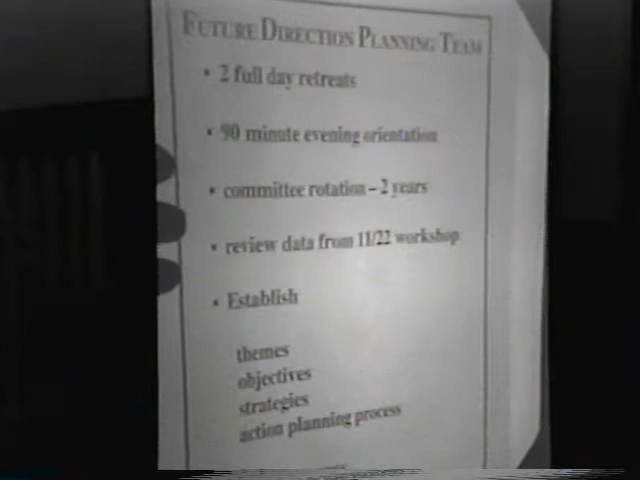 FUTURE DIRECTION PLANNING TEAM
• 2 full day retreats
• 90 minute evening orientation
• committee rotation – 2 years
• review data from 11/22 workshop
• Establish
themes
objectives
strategies
action planning process